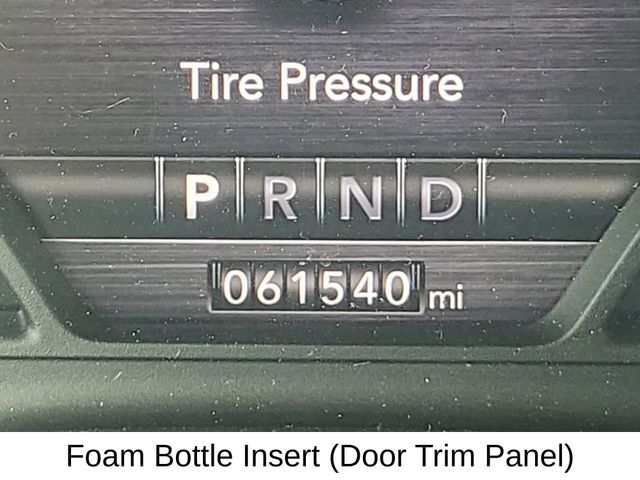 Tire Pressure
P R N D
061540 mi
Foam Bottle Insert (Door Trim Panel)